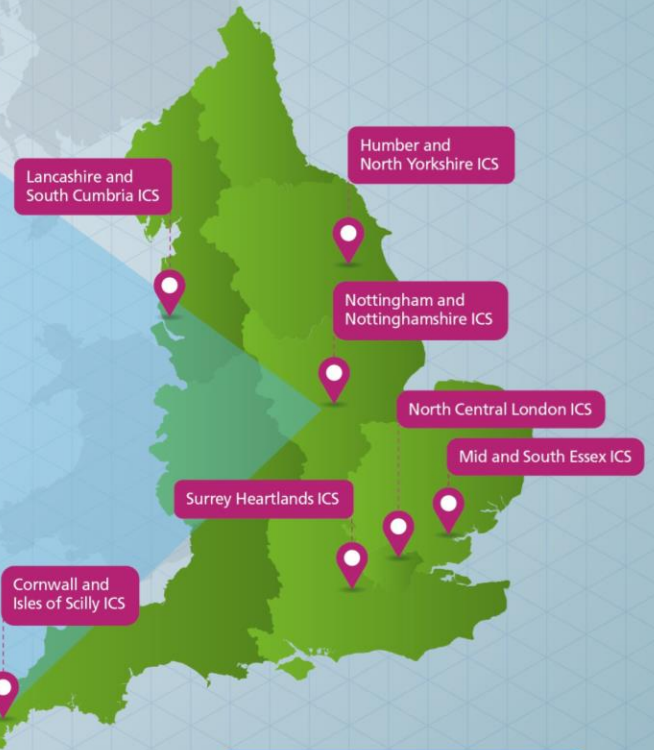 Humber and
North Yorkshire ICS
Lancashire and
South Cumbria ICS
Nottingham and
Nottinghamshire ICS
North Central London ICS
Mid and South Essex ICS
Surrey Heartlands ICS
Cornwall and
Isles of Scilly ICS